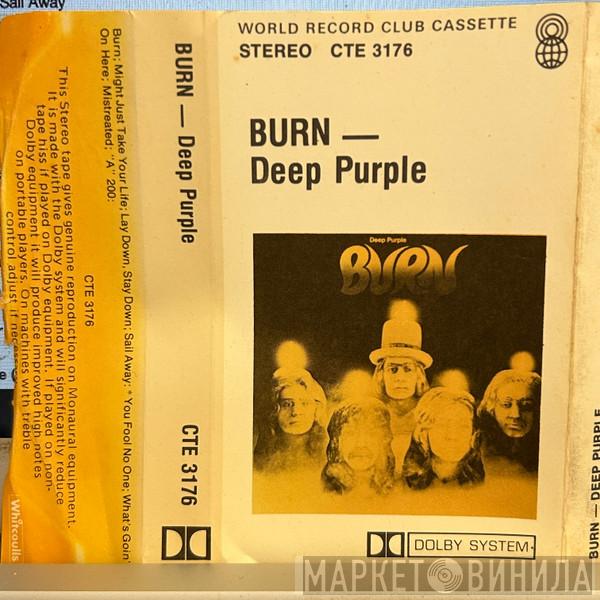 Sail Away
WORLD RECORD CLUB CASSETTE
STEREO CTE 3176
BURN —
Deep Purple
Deep Purple
BURN
DOLBY SYSTEM
BURN — Deep Purple
CTE 3176
Burn; Might Just Take Your Life; Lay Down, Stay Down; Sail Away; * You Fool No One; What's Goin'
On Here; Mistreated; "A" 200:
CTE 3176
This Stereo tape gives genuine reproduction on Monaural equipment.
It is made with the Dolby system and will significantly reduce
tape hiss if played on Dolby equipment. If played on non-
Dolby equipment it will produce improved high notes
on portable players. On machines with treble
control adjust if
Whitcoulls
BURN — DEEP PURPLE
МАРКЕТ ВИНИЛА